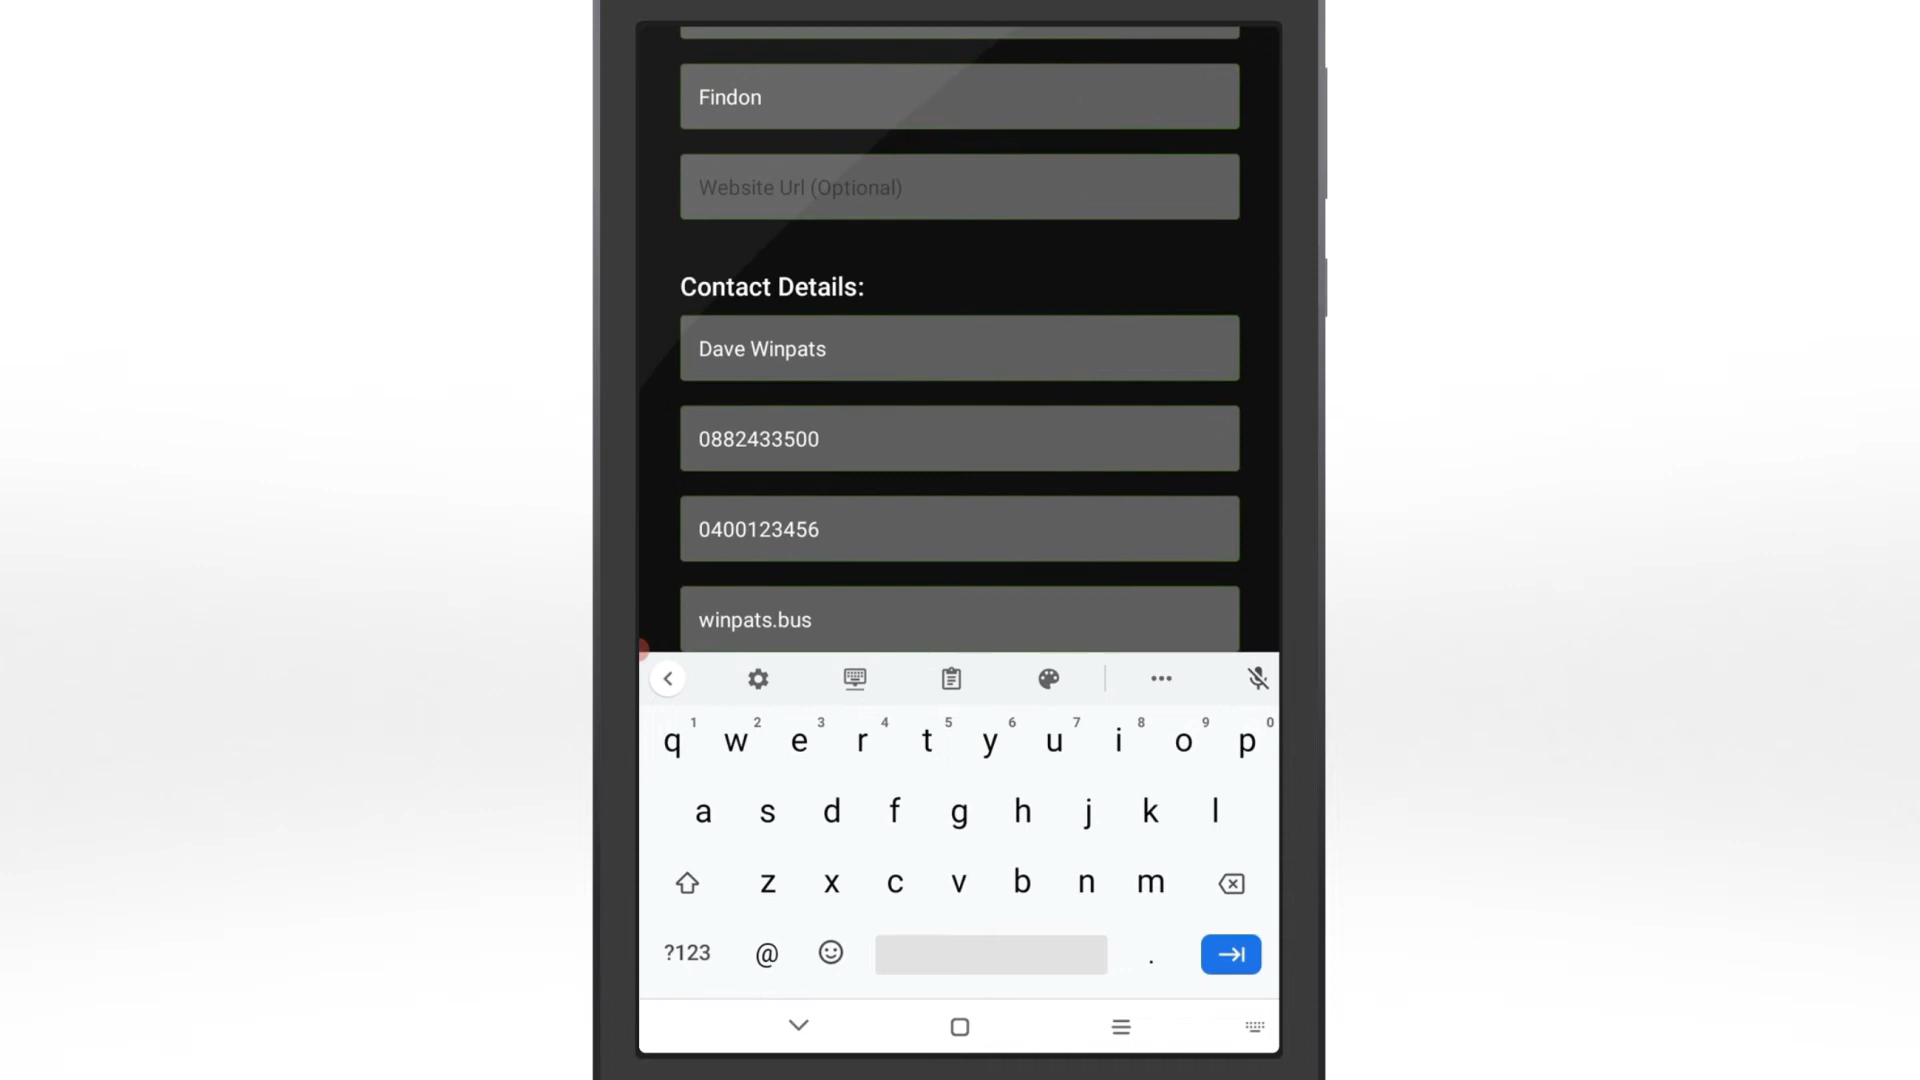 Findon
Website Url (Optional)
Contact Details:
Dave Winpats
0882433500
0400123456
winpats.bus
q 1 w 2 e 3 r 4 t 5 y 6 u 7 i 8 o 9 p 0
a s d f g h j k l
z x c v b n m
?123 @ .